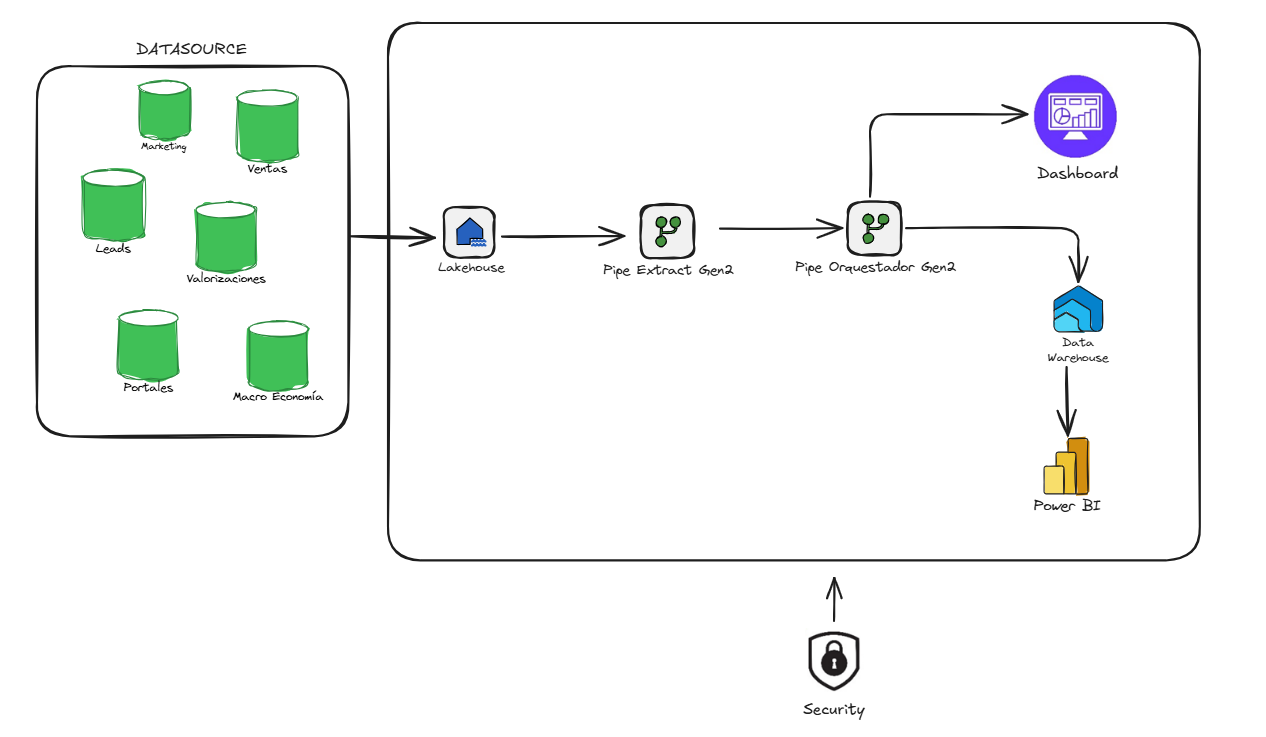 DATASOURCE
Marketing
Ventas
Leads
Valorizaciones
Portales
Macro Economía
Lakehouse
Pipe Extract Gen2
Pipe Orquestador Gen2
Dashboard
Data
Warehouse
Power BI
Security